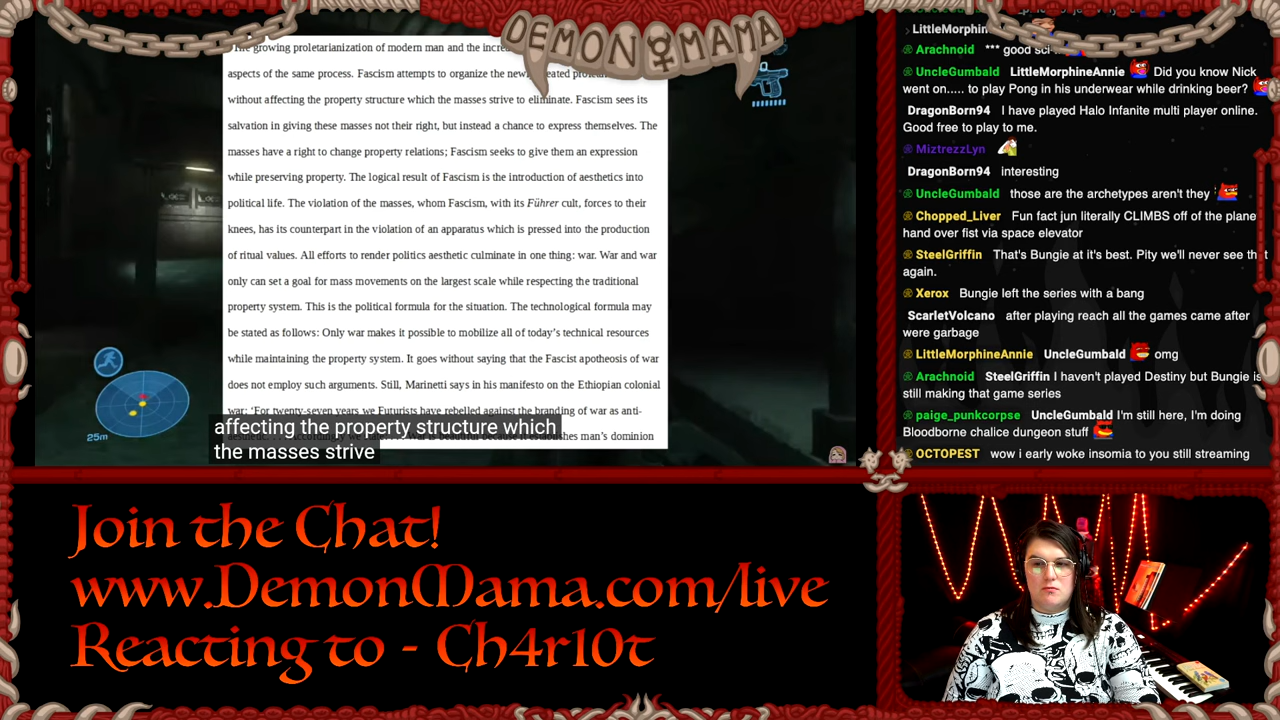 DEMON MAMA
growing proletarianization of modern man and the
aspects of the same process. Fascism attempts to organize the newly created
without affecting the property structure which the masses strive to eliminate. Fascism sees its
salvation in giving these masses not their right, but instead a chance to express themselves. The
masses have a right to change property relations; Fascism seeks to give them an expression
while preserving property. The logical result of Fascism is the introduction of aesthetics into
political life. The violation of the masses, whom Fascism, with its Führer cult, forces to their
knees, has its counterpart in the violation of an apparatus which is pressed into the production
of ritual values. All efforts to render politics aesthetic culminate in one thing: war. War and war
only can set a goal for mass movements on the largest scale while respecting the traditional
property system. This is the political formula for the situation. The technological formula may
be stated as follows: Only war makes it possible to mobilize all of today's technical resources
while maintaining the property system. It goes without saying that the Fascist apotheosis of war
does not employ such arguments. Still, Marinetti says in his manifesto on the Ethiopian colonial
war: 'For twenty-seven years we Futurists have rebelled against the branding of war as anti-
man's dominion
affecting the property structure which
the masses strive
25m
LittleMorphin
Arachnoid *** good sci
UncleGumbald LittleMorphineAnnie Did you know Nick
went on..... to play Pong in his underwear while drinking beer?
DragonBorn94 I have played Halo Infanite multi player online.
Good free to play to me.
MiztrezzLyn
DragonBorn94 interesting
UncleGumbald those are the archetypes aren't they
Chopped_Liver Fun fact jun literally CLIMBS off of the plane
hand over fist via space elevator
SteelGriffin That's Bungie at it's best. Pity we'll never see th t
again.
Xerox Bungie left the series with a bang
ScarletVolcano after playing reach all the games came after
were garbage
LittleMorphineAnnie UncleGumbald omg
Arachnoid SteelGriffin I haven't played Destiny but Bungie is
still making that game series
paige_punkcorpse UncleGumbald I'm still here, I'm doing
Bloodborne chalice dungeon stuff
OCTOPEST wow i early woke insomia to you still streaming
Join the Chat!
www.DemonMama.com/live
Reacting to - Ch4r10t